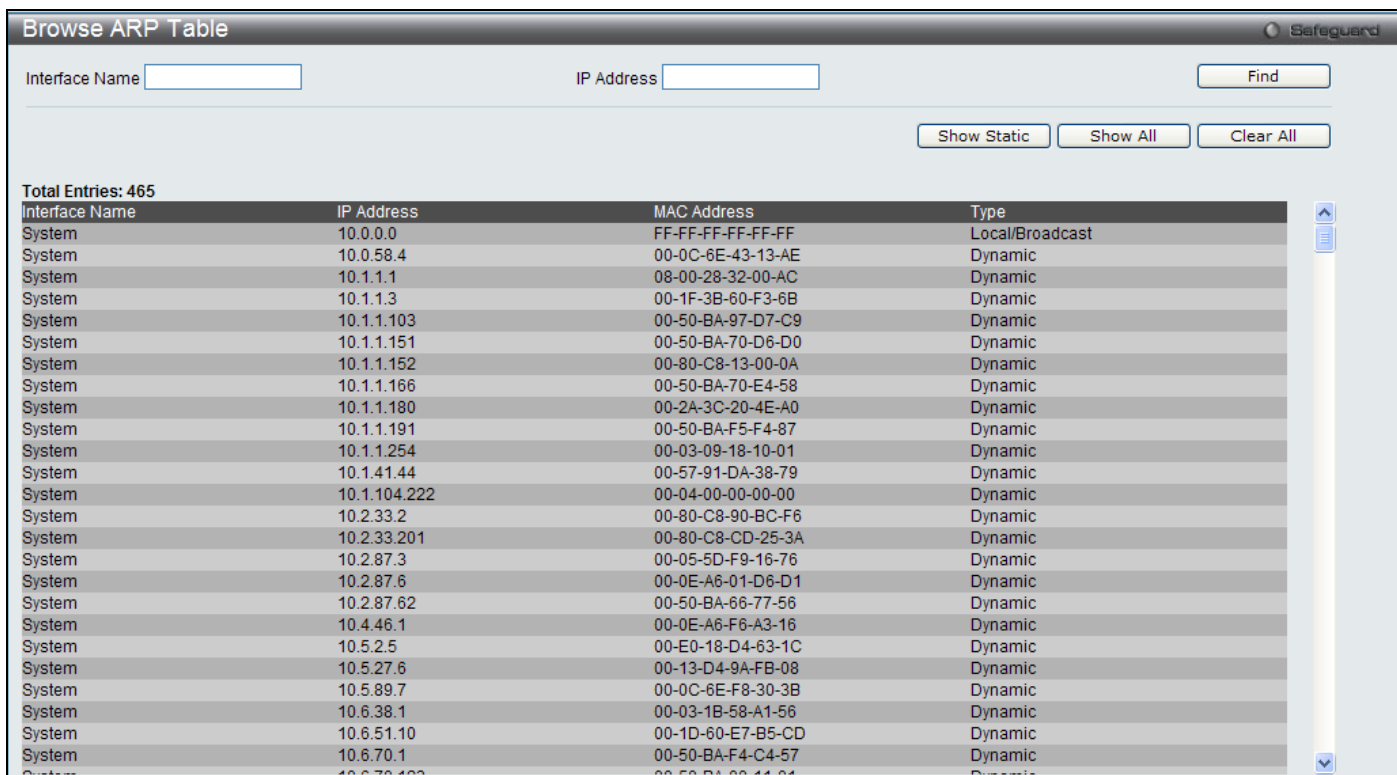 Browse ARP Table Safeguard
Interface Name IP Address Find
Show Static Show All Clear All
Total Entries: 465
Interface Name IP Address MAC Address Type
System 10.0.0.0 FF-FF-FF-FF-FF-FF Local/Broadcast
System 10.0.58.4 00-0C-6E-43-13-AE Dynamic
System 10.1.1.1 08-00-28-32-00-AC Dynamic
System 10.1.1.3 00-1F-3B-60-F3-6B Dynamic
System 10.1.1.103 00-50-BA-97-D7-C9 Dynamic
System 10.1.1.151 00-50-BA-70-D6-D0 Dynamic
System 10.1.1.152 00-80-C8-13-00-0A Dynamic
System 10.1.1.166 00-50-BA-70-E4-58 Dynamic
System 10.1.1.180 00-2A-3C-20-4E-A0 Dynamic
System 10.1.1.191 00-50-BA-F5-F4-87 Dynamic
System 10.1.1.254 00-03-09-18-10-01 Dynamic
System 10.1.41.44 00-57-91-DA-38-79 Dynamic
System 10.1.104.222 00-04-00-00-00-00 Dynamic
System 10.2.33.2 00-80-C8-90-BC-F6 Dynamic
System 10.2.33.201 00-80-C8-CD-25-3A Dynamic
System 10.2.87.3 00-05-5D-F9-16-76 Dynamic
System 10.2.87.6 00-0E-A6-01-D6-D1 Dynamic
System 10.2.87.62 00-50-BA-66-77-56 Dynamic
System 10.4.46.1 00-0E-A6-F6-A3-16 Dynamic
System 10.5.2.5 00-E0-18-D4-63-1C Dynamic
System 10.5.27.6 00-13-D4-9A-FB-08 Dynamic
System 10.5.89.7 00-0C-6E-F8-30-3B Dynamic
System 10.6.38.1 00-03-1B-58-A1-56 Dynamic
System 10.6.51.10 00-1D-60-E7-B5-CD Dynamic
System 10.6.70.1 00-50-BA-F4-C4-57 Dynamic